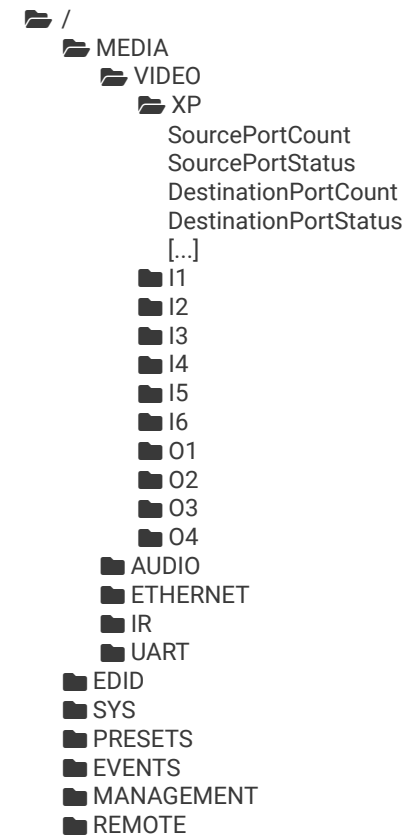 /
MEDIA
VIDEO
XP
SourcePortCount
SourcePortStatus
DestinationPortCount
DestinationPortStatus
[...]
I1
I2
I3
I4
I5
I6
O1
O2
O3
O4
AUDIO
ETHERNET
IR
UART
EDID
SYS
PRESETS
EVENTS
MANAGEMENT
REMOTE